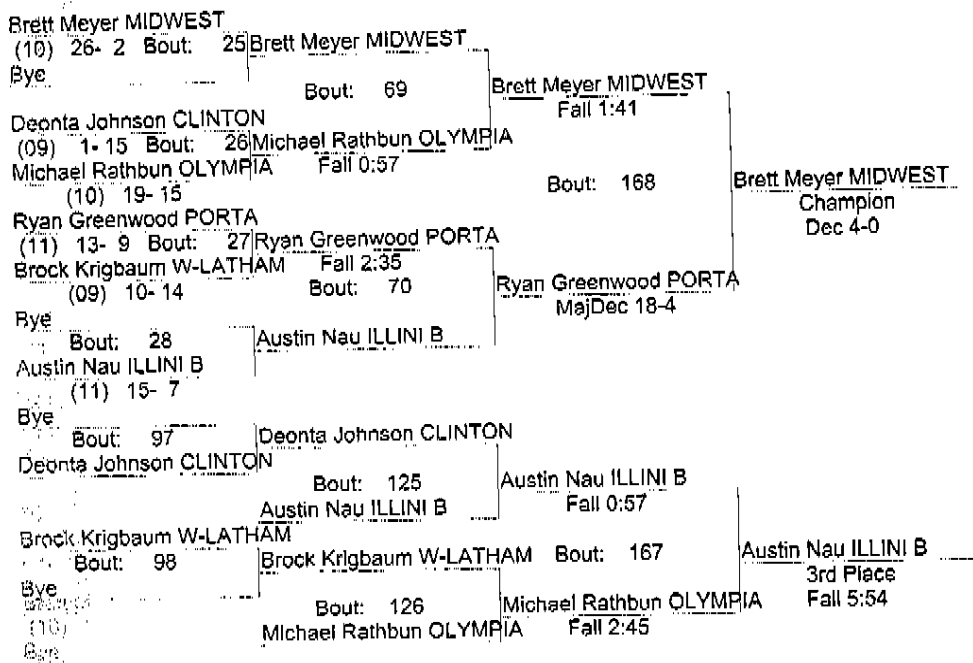 Brett Meyer MIDWEST
(10) 26- 2 Bout: 25 Brett Meyer MIDWEST
Bye
Bout: 69 Brett Meyer MIDWEST
Fall 1:41
Deonta Johnson CLINTON
(09) 1- 15 Bout: 26 Michael Rathbun OLYMPIA
Michael Rathbun OLYMPIA Fall 0:57
(10) 19- 15
Bout: 168 Brett Meyer MIDWEST
Champion
Dec 4-0
Ryan Greenwood PORTA
(11) 13- 9 Bout: 27 Ryan Greenwood PORTA
Brock Krigbaum W-LATHAM Fall 2:35
(09) 10- 14 Bout: 70 Ryan Greenwood PORTA
MajDec 18-4
Bye
Bout: 28 Austin Nau ILLINI B
Austin Nau ILLINI B
(11) 15- 7
Bye
Bout: 97 Deonta Johnson CLINTON
Deonta Johnson CLINTON
Bout: 125 Austin Nau ILLINI B
Austin Nau ILLINI B Fall 0:57
Brock Krigbaum W-LATHAM
Bout: 98 Brock Krigbaum W-LATHAM Bout: 167 Austin Nau ILLINI B
Bye
3rd Place
Fall 5:54
Bout: 126 Michael Rathbun OLYMPIA
(10) Michael Rathbun OLYMPIA Fall 2:45
Bye